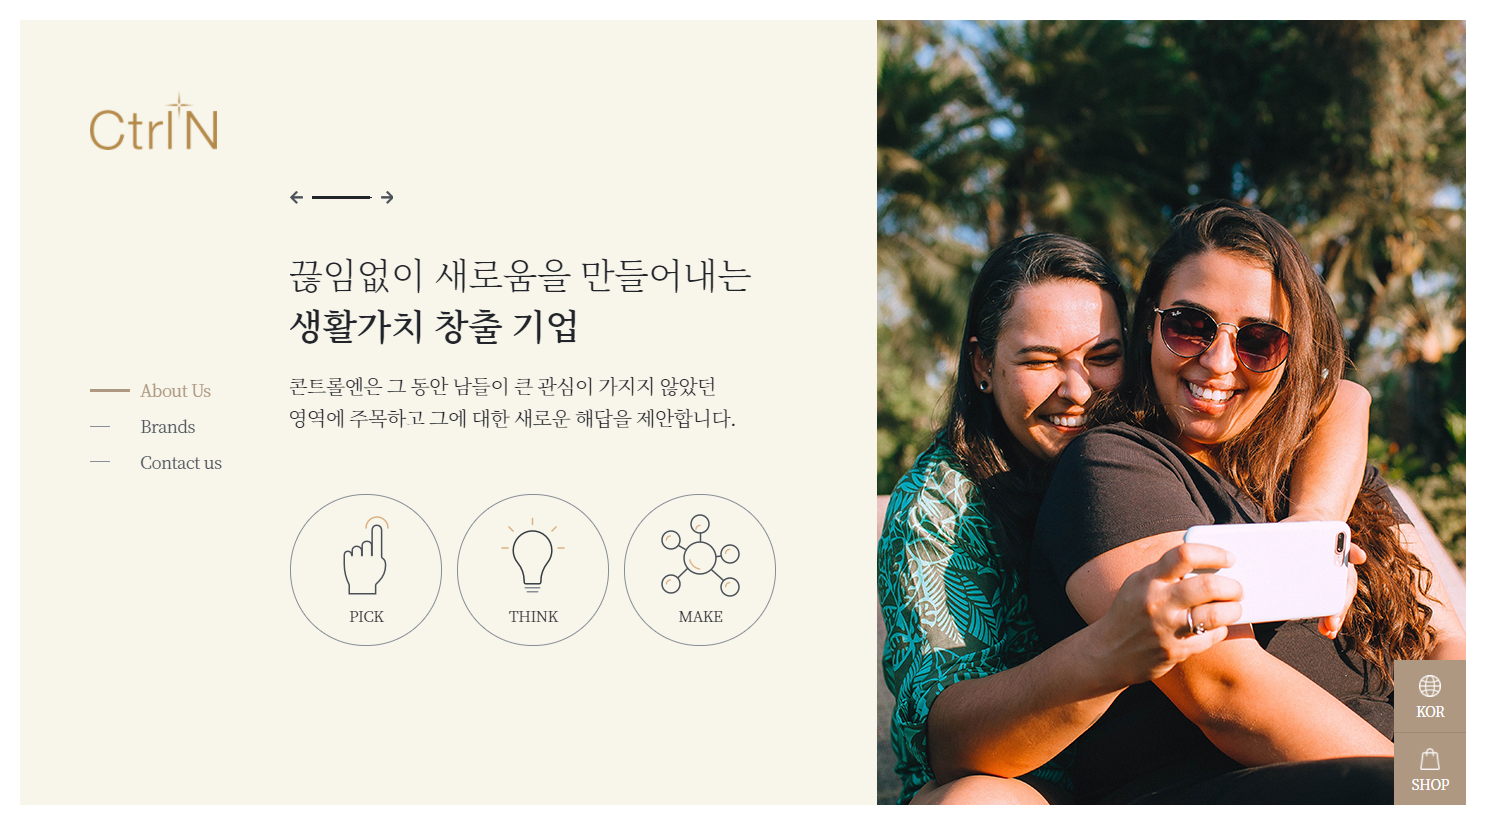 CtrlN
끊임없이 새로움을 만들어내는
생활가치 창출 기업
콘트롤엔은 그 동안 남들이 큰 관심이 가지지 않았던
영역에 주목하고 그에 대한 새로운 해답을 제안합니다.
About Us
Brands
Contact us
PICK
THINK
MAKE
Ray-Ban
KOR
SHOP